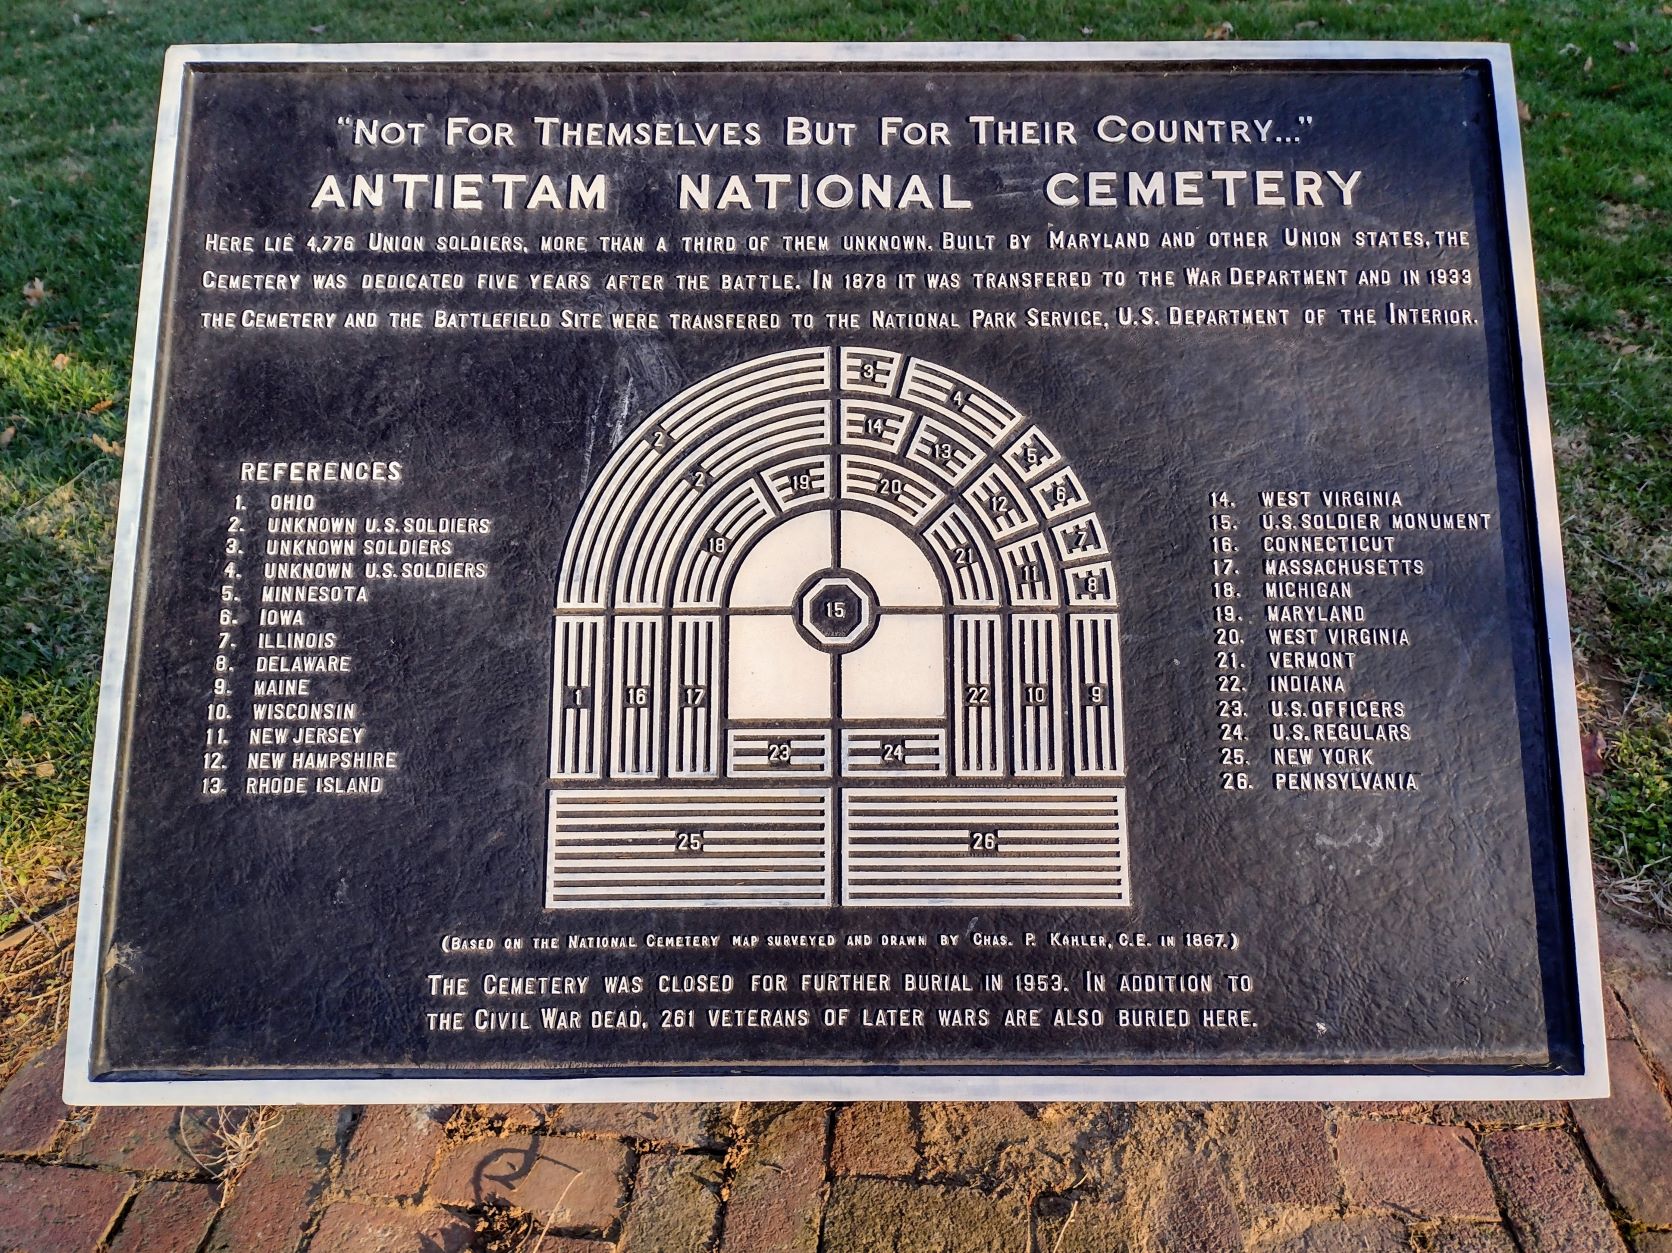 "NOT FOR THEMSELVES BUT FOR THEIR COUNTRY..."
ANTIETAM NATIONAL CEMETERY
HERE LIE 4,776 UNION SOLDIERS, MORE THAN A THIRD OF THEM UNKNOWN. BUILT BY MARYLAND AND OTHER UNION STATES, THE
CEMETERY WAS DEDICATED FIVE YEARS AFTER THE BATTLE. IN 1878 IT WAS TRANSFERED TO THE WAR DEPARTMENT AND IN 1933
THE CEMETERY AND THE BATTLEFIELD SITE WERE TRANSFERED TO THE NATIONAL PARK SERVICE, U.S. DEPARTMENT OF THE INTERIOR.
REFERENCES
1. OHIO
2. UNKNOWN U.S. SOLDIERS
3. UNKNOWN SOLDIERS
4. UNKNOWN U.S. SOLDIERS
5. MINNESOTA
6. IOWA
7. ILLINOIS
8. DELAWARE
9. MAINE
10. WISCONSIN
11. NEW JERSEY
12. NEW HAMPSHIRE
13. RHODE ISLAND
3
4
2
14
13
5
2
19
20
12
6
18
21
11
7
8
15
1
16
17
22
10
9
23
24
25
26
14. WEST VIRGINIA
15. U.S. SOLDIER MONUMENT
16. CONNECTICUT
17. MASSACHUSETTS
18. MICHIGAN
19. MARYLAND
20. WEST VIRGINIA
21. VERMONT
22. INDIANA
23. U.S. OFFICERS
24. U.S. REGULARS
25. NEW YORK
26. PENNSYLVANIA
(BASED ON THE NATIONAL CEMETERY MAP SURVEYED AND DRAWN BY CHAS. P. KAHLER, C.E. IN 1867.)
THE CEMETERY WAS CLOSED FOR FURTHER BURIAL IN 1953. IN ADDITION TO
THE CIVIL WAR DEAD, 261 VETERANS OF LATER WARS ARE ALSO BURIED HERE.